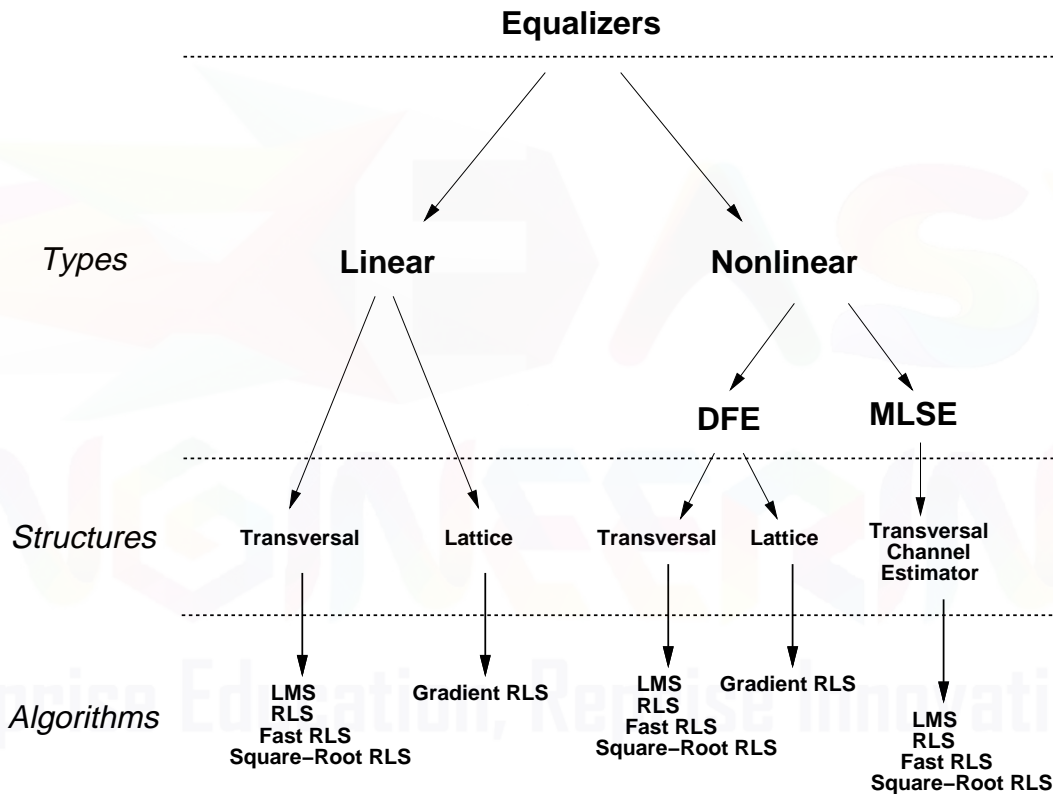 Equalizers
Types
Linear
Nonlinear
DFE
MLSE
Structures
Transversal
Lattice
Transversal
Lattice
Transversal
Channel
Estimator
Algorithms
LMS
RLS
Fast RLS
Square−Root RLS
Gradient RLS
LMS
RLS
Fast RLS
Square−Root RLS
Gradient RLS
LMS
RLS
Fast RLS
Square−Root RLS